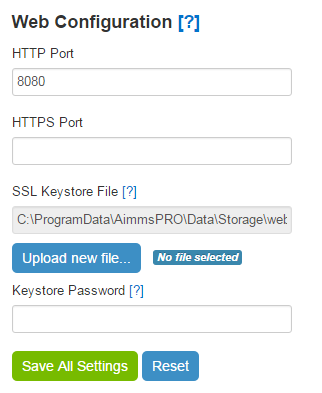 Web Configuration [?]
HTTP Port
8080
HTTPS Port
SSL Keystore File [?]
C:\ProgramData\AimmsPRO\Data\Storage\web
Upload new file... No file selected
Keystore Password [?]
Save All Settings Reset